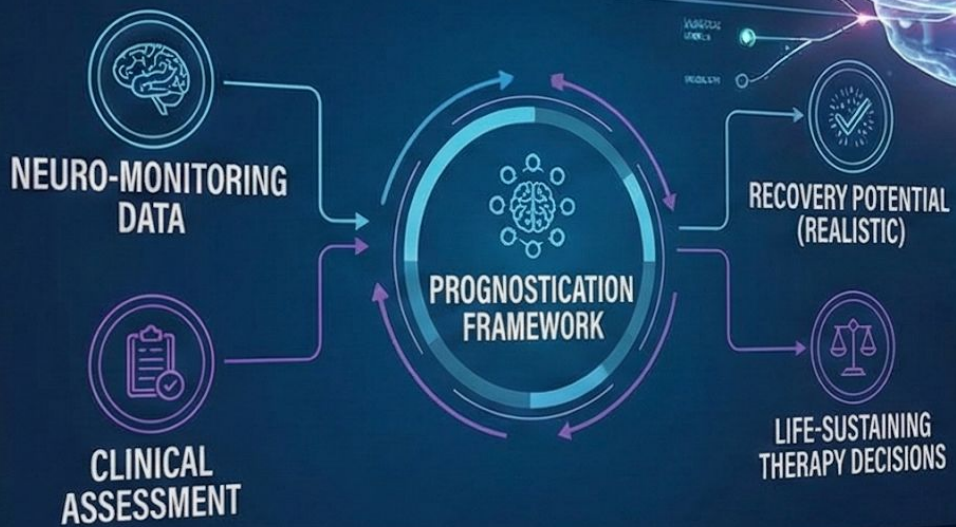 NEURO-MONITORING
DATA
CLINICAL
ASSESSMENT
PROGNOSTICATION
FRAMEWORK
RECOVERY POTENTIAL
(REALISTIC)
LIFE-SUSTAINING
THERAPY DECISIONS